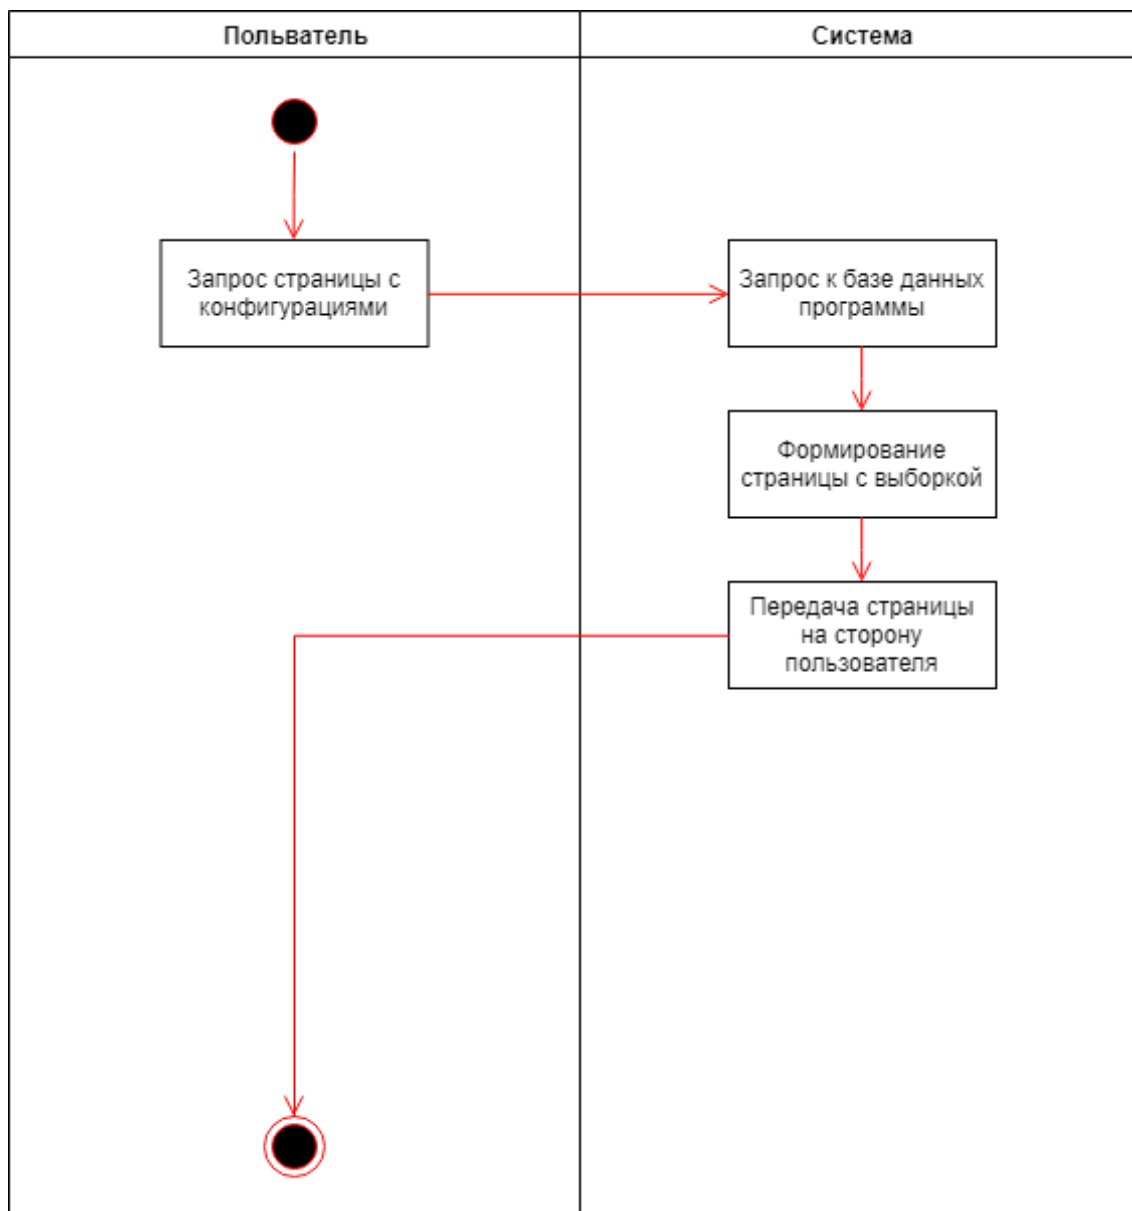 Польватель
Система
Запрос страницы с
конфигурациями
Запрос к базе данных
программы
Формирование
страницы с выборкой
Передача страницы
на сторону
пользователя